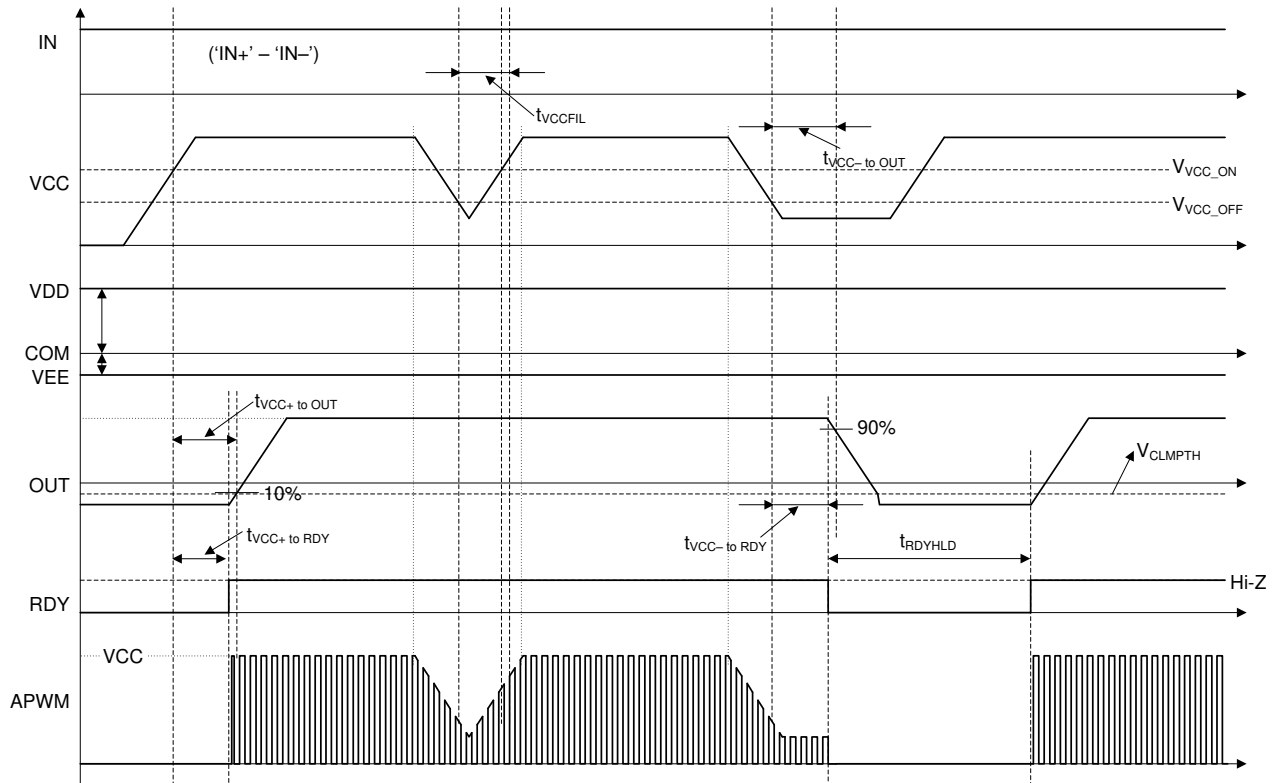 IN
(‘IN+’ – ‘IN–’)
tVCCFIL
tVCC– to OUT
VCC
VVCC_ON
VVCC_OFF
VDD
COM
VEE
tVCC+ to OUT
90%
VCLMPTH
OUT
10%
tVCC+ to RDY
tVCC– to RDY
tRDYHLD
Hi-Z
RDY
VCC
APWM